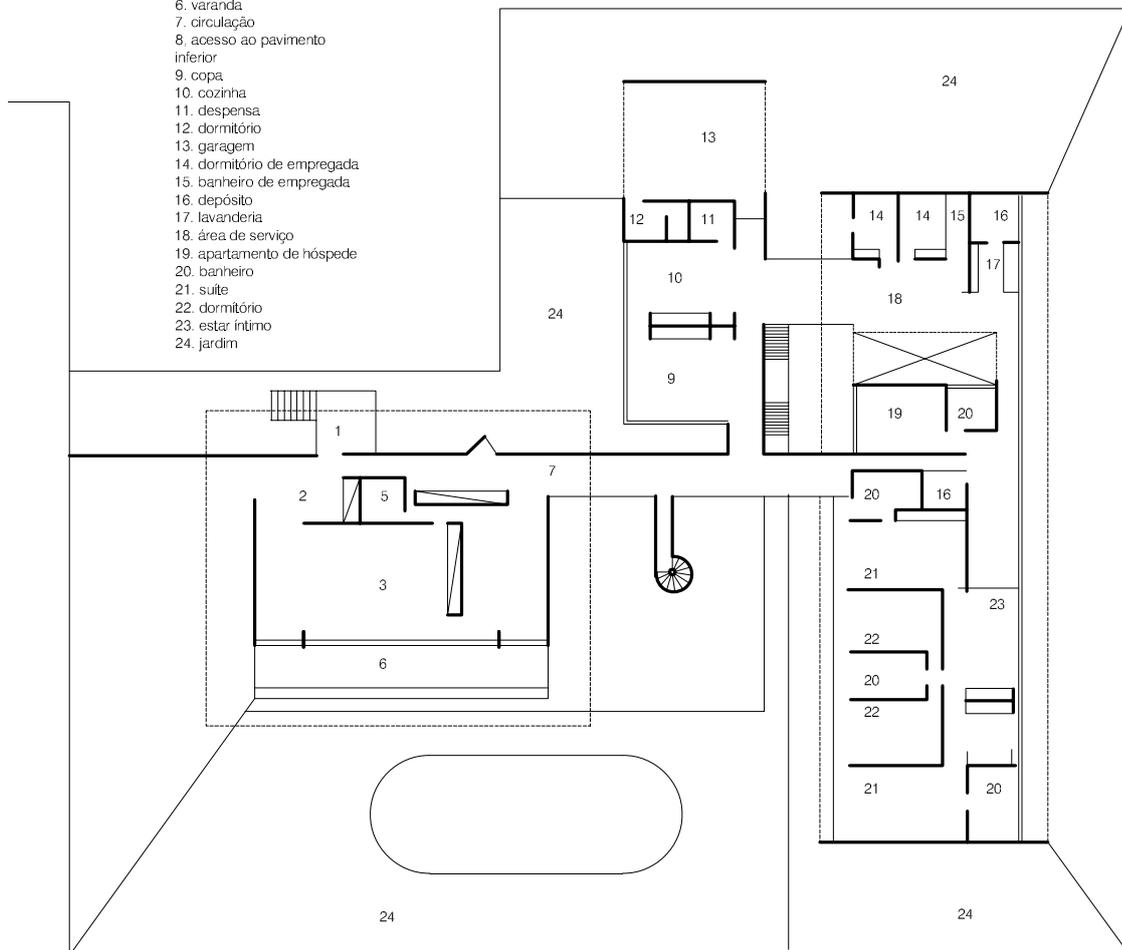 6. varanda
7. circulação
8, acesso ao pavimento
inferior
9. copa
10. cozinha
11. despensa
12. dormitório
13. garagem
14. dormitório de empregada
15. banheiro de empregada
16. depósito
17. lavanderia
18. área de serviço
19. apartamento de hóspede
20. banheiro
21. suíte
22. dormitório
23. estar íntimo
24. jardim
24
13
12
11
14
14
15
16
10
17
18
24
9
19
20
1
7
2
5
20
16
3
21
23
22
6
20
22
21
20
24
24